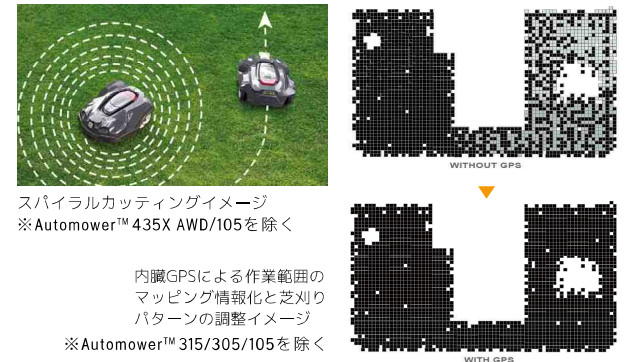 WITHOUT GPS
スパイラルカッティングイメージ
※Automower™ 435X AWD/105を除く
内臓GPSによる作業範囲の
マッピング情報化と芝刈り
パターンの調整イメージ
※Automower™ 315/305/105を除く
WITH GPS